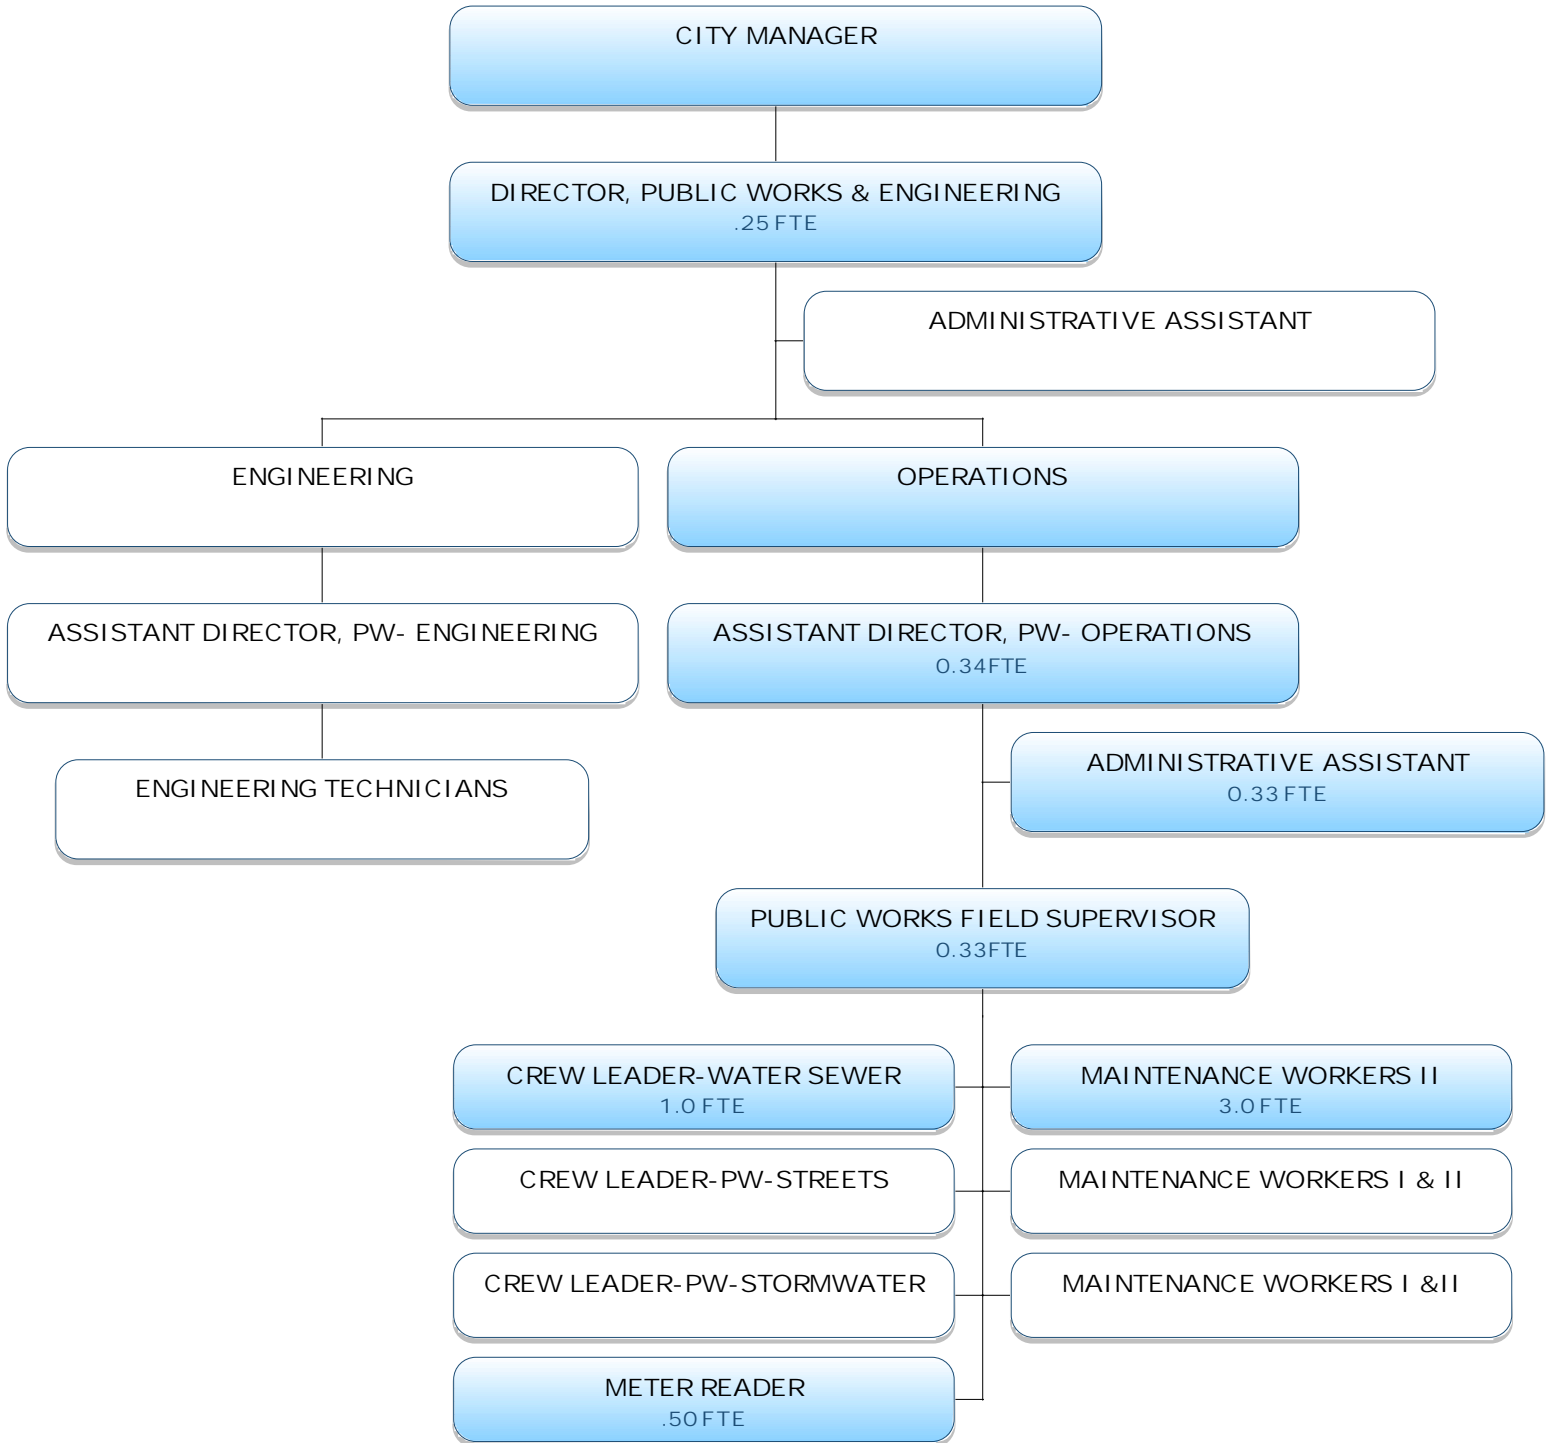 CITY MANAGER
DIRECTOR, PUBLIC WORKS & ENGINEERING
.25 FTE
ADMINISTRATIVE ASSISTANT
ENGINEERING
OPERATIONS
ASSISTANT DIRECTOR, PW- ENGINEERING
ASSISTANT DIRECTOR, PW- OPERATIONS
0.34FTE
ADMINISTRATIVE ASSISTANT
0.33 FTE
ENGINEERING TECHNICIANS
PUBLIC WORKS FIELD SUPERVISOR
0.33FTE
CREW LEADER-WATER SEWER
1.0 FTE
MAINTENANCE WORKERS II
3.0 FTE
CREW LEADER-PW-STREETS
MAINTENANCE WORKERS I & II
CREW LEADER-PW-STORMWATER
MAINTENANCE WORKERS I &II
METER READER
.50 FTE